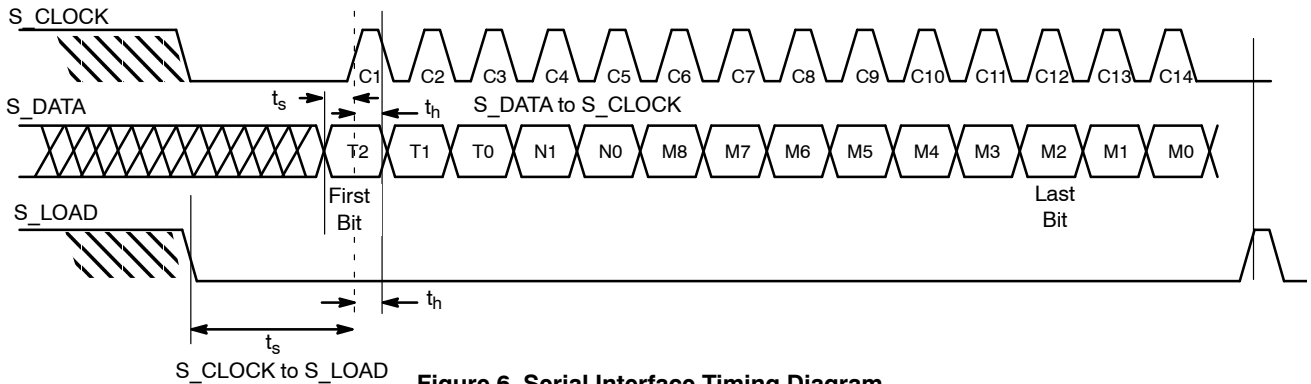 S_CLOCK
C1 C2 C3 C4 C5 C6 C7 C8 C9 C10 C11 C12 C13 C14
ts
S_DATA
th
S_DATA to S_CLOCK
T2 T1 T0 N1 N0 M8 M7 M6 M5 M4 M3 M2 M1 M0
First
Bit
Last
Bit
S_LOAD
th
ts
S_CLOCK to S_LOAD
Figure 6. Serial Interface Timing Diagram